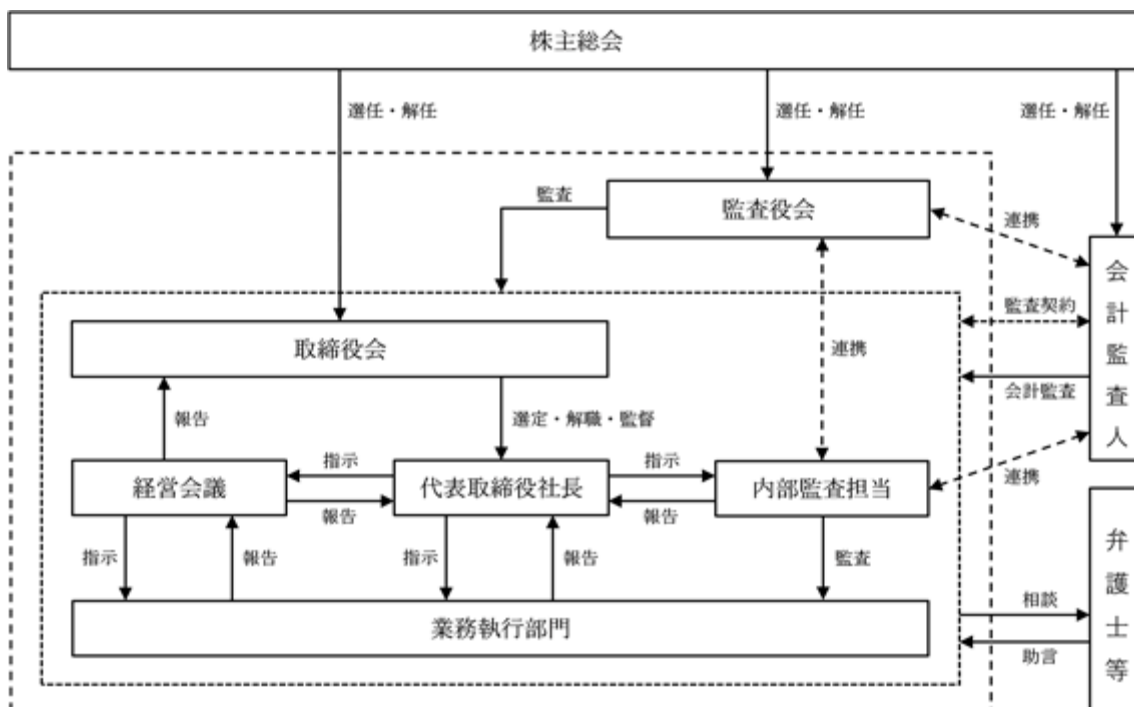 株主総会
選任・解任
選任・解任
選任・解任
監査
監査役会
連携
会計監査人
監査契約
取締役会
連携
会計監査
報告
選定・解職・監督
指示
指示
経営会議
代表取締役社長
内部監査担当
連携
報告
報告
指示
報告
指示
報告
監査
弁護士等
相談
業務執行部門
助言